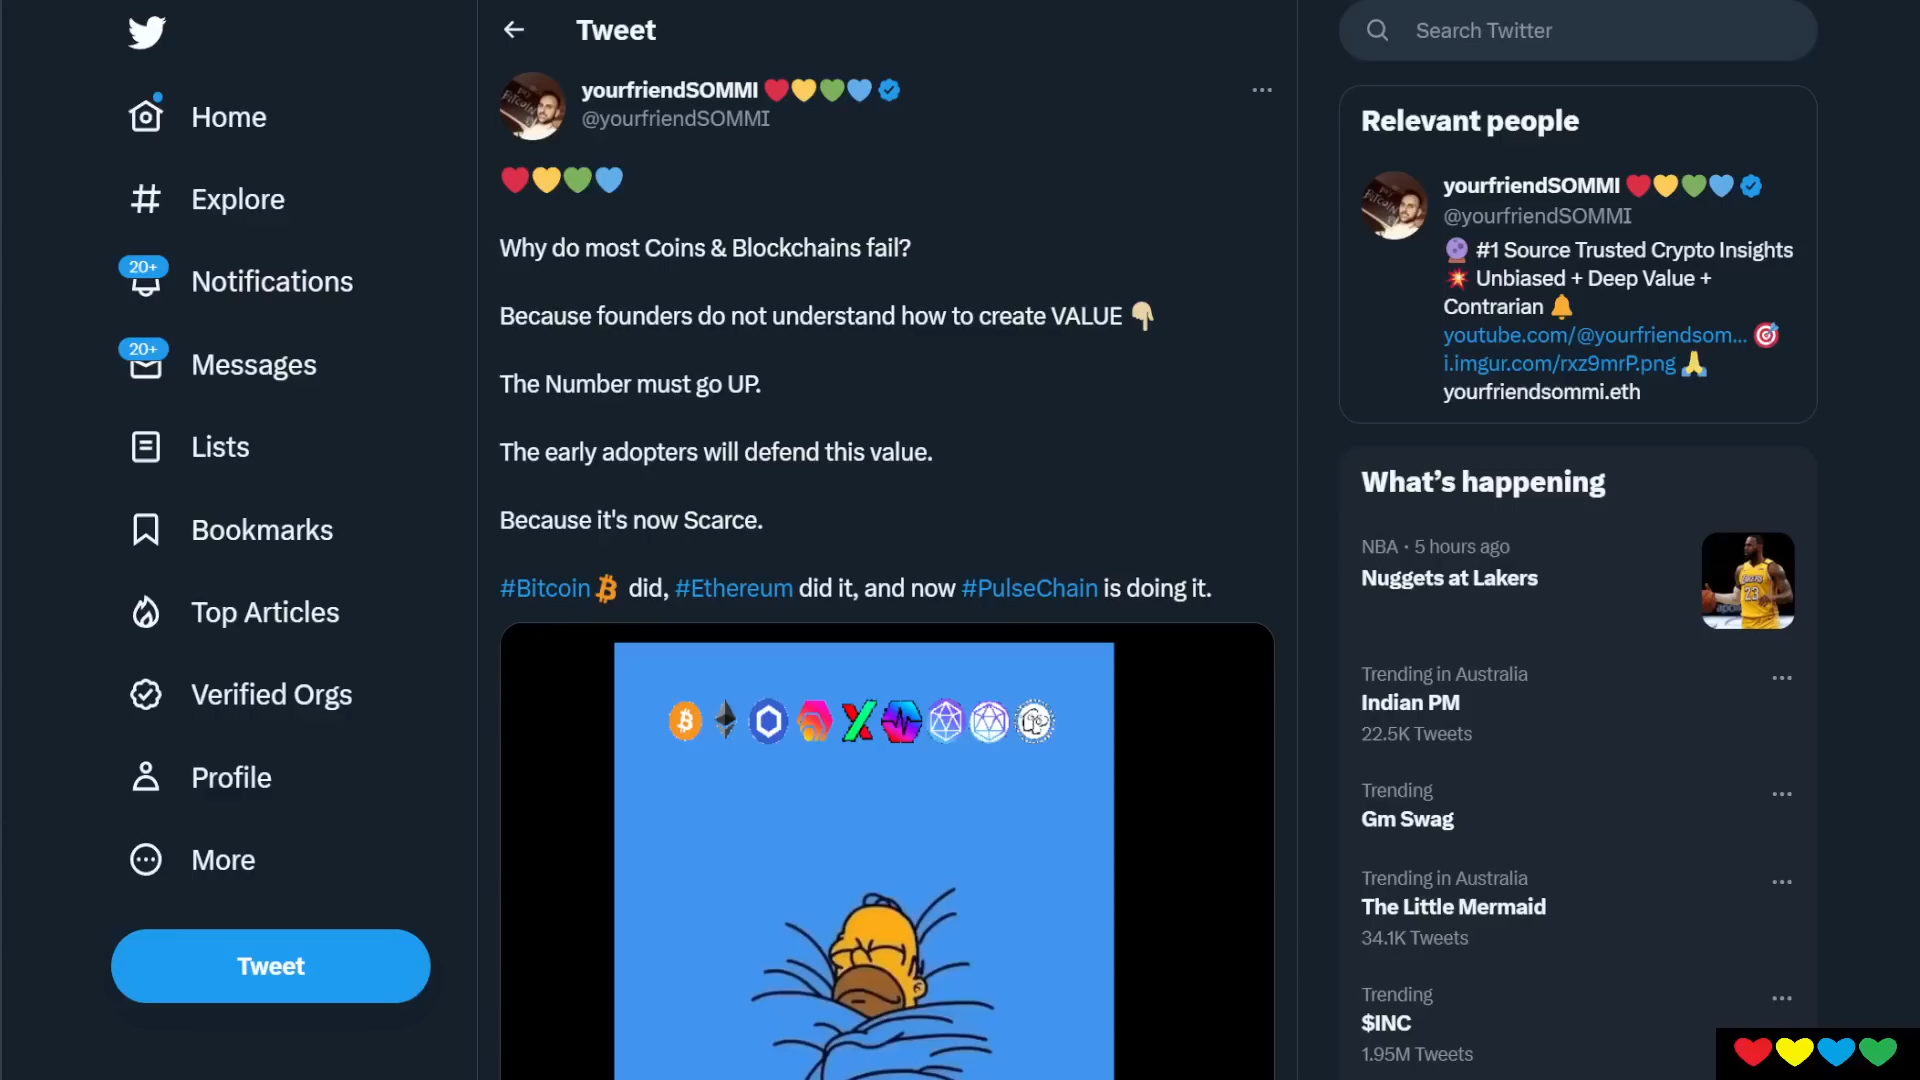 Home
Explore
20+
Notifications
20+
Messages
Lists
Bookmarks
Top Articles
Verified Orgs
Profile
More
Tweet
Tweet
yourfriendSOMMI ❤️💛💚💙
@yourfriendSOMMI
❤️💛💚💙
Why do most Coins & Blockchains fail?
Because founders do not understand how to create VALUE 👇🏼
The Number must go UP.
The early adopters will defend this value.
Because it's now Scarce.
#Bitcoin did, #Ethereum did it, and now #PulseChain is doing it.
Search Twitter
Relevant people
yourfriendSOMMI ❤️💛💚💙
@yourfriendSOMMI
🔮 #1 Source Trusted Crypto Insights
💥 Unbiased + Deep Value +
Contrarian 🔔
youtube.com/@yourfriendsom... 🎯
i.imgur.com/rxz9mrP.png 🙏
yourfriendsommi.eth
What’s happening
NBA · 5 hours ago
Nuggets at Lakers
Trending in Australia
Indian PM
22.5K Tweets
Trending
Gm Swag
Trending in Australia
The Little Mermaid
34.1K Tweets
Trending
$INC
1.95M Tweets